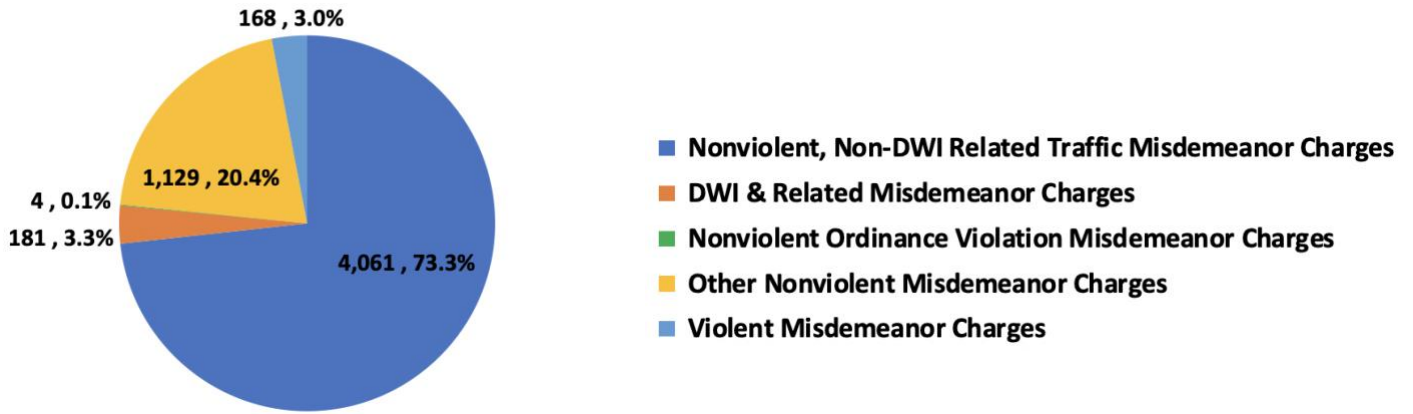 168 , 3.0%
1,129 , 20.4%
4 , 0.1%
181 , 3.3%
4,061 , 73.3%
Nonviolent, Non-DWI Related Traffic Misdemeanor Charges
DWI & Related Misdemeanor Charges
Nonviolent Ordinance Violation Misdemeanor Charges
Other Nonviolent Misdemeanor Charges
Violent Misdemeanor Charges